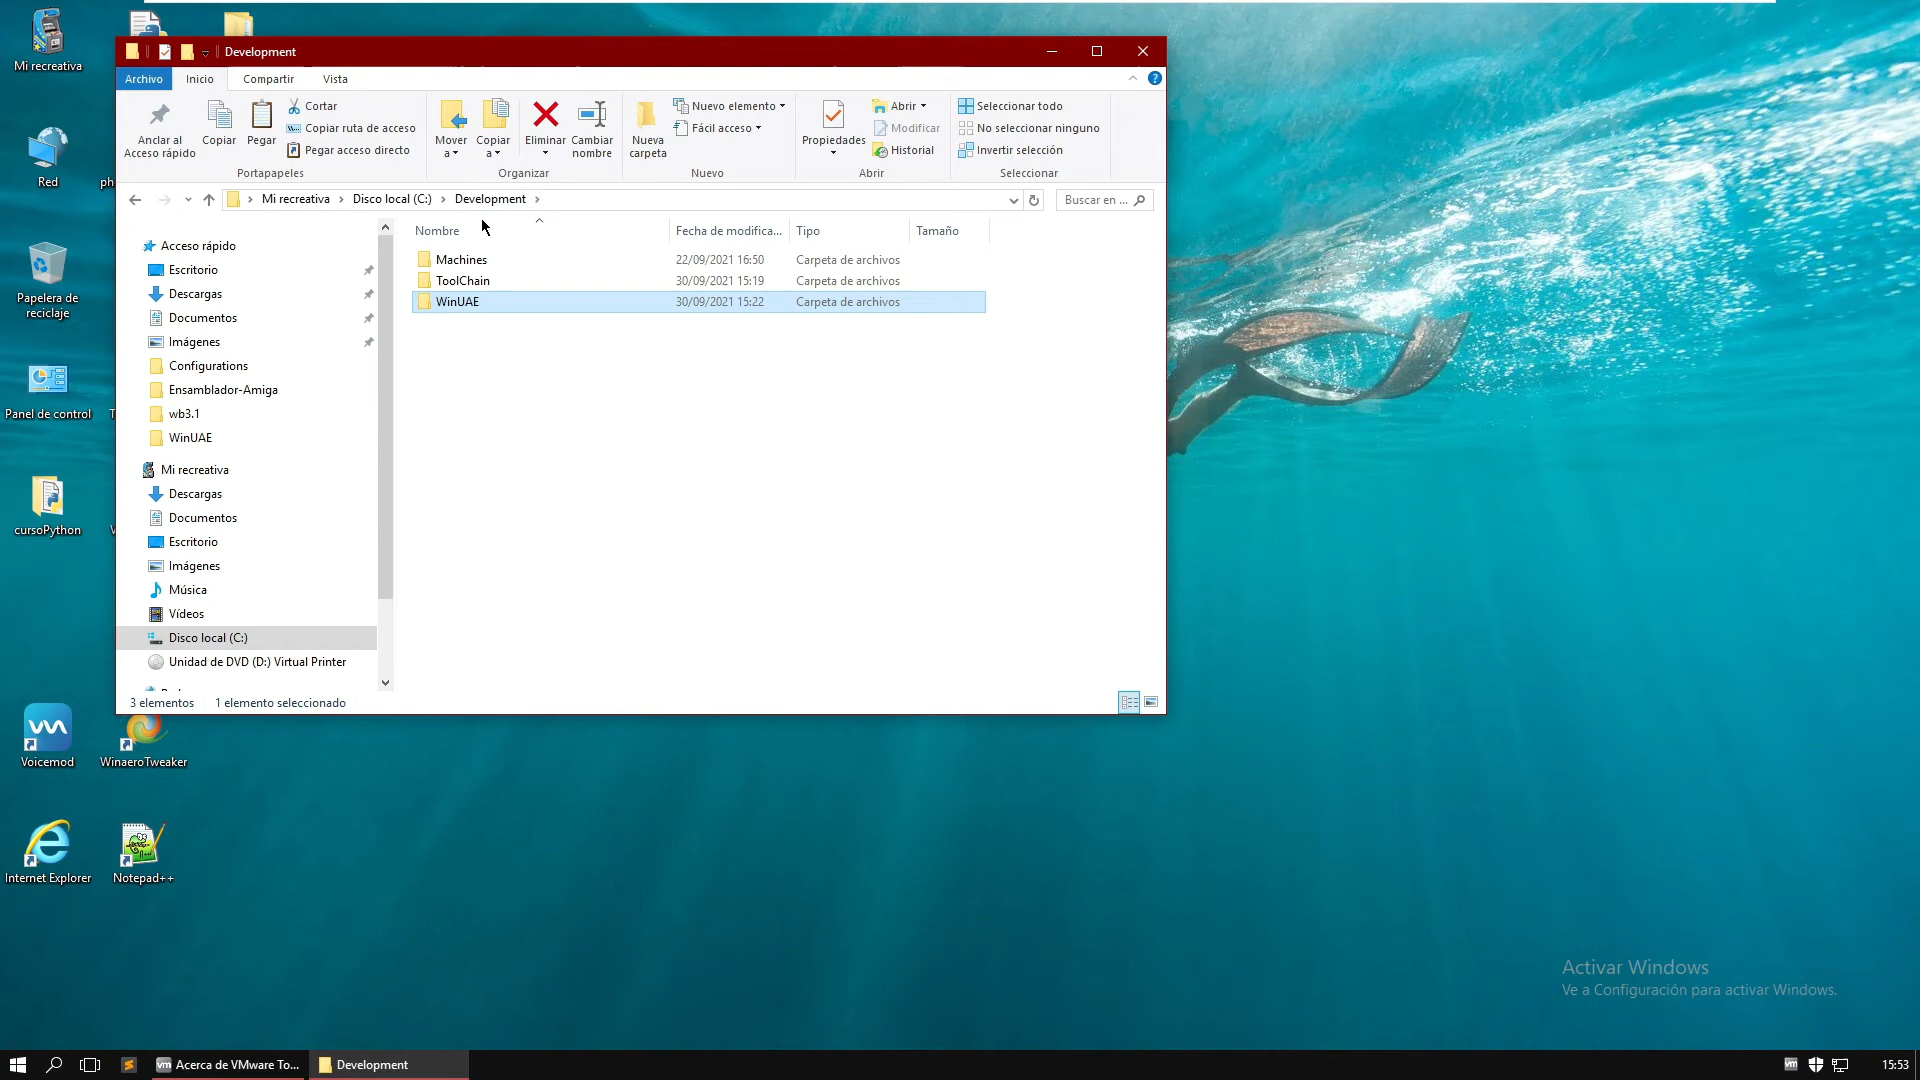 Mi recreativa
Red
ph
Papelera de
reciclaje
Panel de control
T
cursoPython
V
Voicemod
WinaeroTweaker
Internet Explorer
Notepad++
Development
Archivo
Inicio
Compartir
Vista
Anclar al
Acceso rápido
Copiar
Pegar
Cortar
Copiar ruta de acceso
Pegar acceso directo
Portapapeles
Mover
a
Copiar
a
Eliminar
Cambiar
nombre
Organizar
Nueva
carpeta
Nuevo elemento
Fácil acceso
Nuevo
Propiedades
Abrir
Modificar
Historial
Abrir
Seleccionar todo
No seleccionar ninguno
Invertir selección
Seleccionar
Mi recreativa
Disco local (C:)
Development
Buscar en ...
Acceso rápido
Escritorio
Descargas
Documentos
Imágenes
Configurations
Ensamblador-Amiga
wb3.1
WinUAE
Mi recreativa
Descargas
Documentos
Escritorio
Imágenes
Música
Vídeos
Disco local (C:)
Unidad de DVD (D:) Virtual Printer
Nombre Fecha de modifica... Tipo Tamaño
Machines 22/09/2021 16:50 Carpeta de archivos
ToolChain 30/09/2021 15:19 Carpeta de archivos
WinUAE 30/09/2021 15:22 Carpeta de archivos
3 elementos 1 elemento seleccionado
Activar Windows
Ve a Configuración para activar Windows.
Acerca de VMware To...
Development
15:53